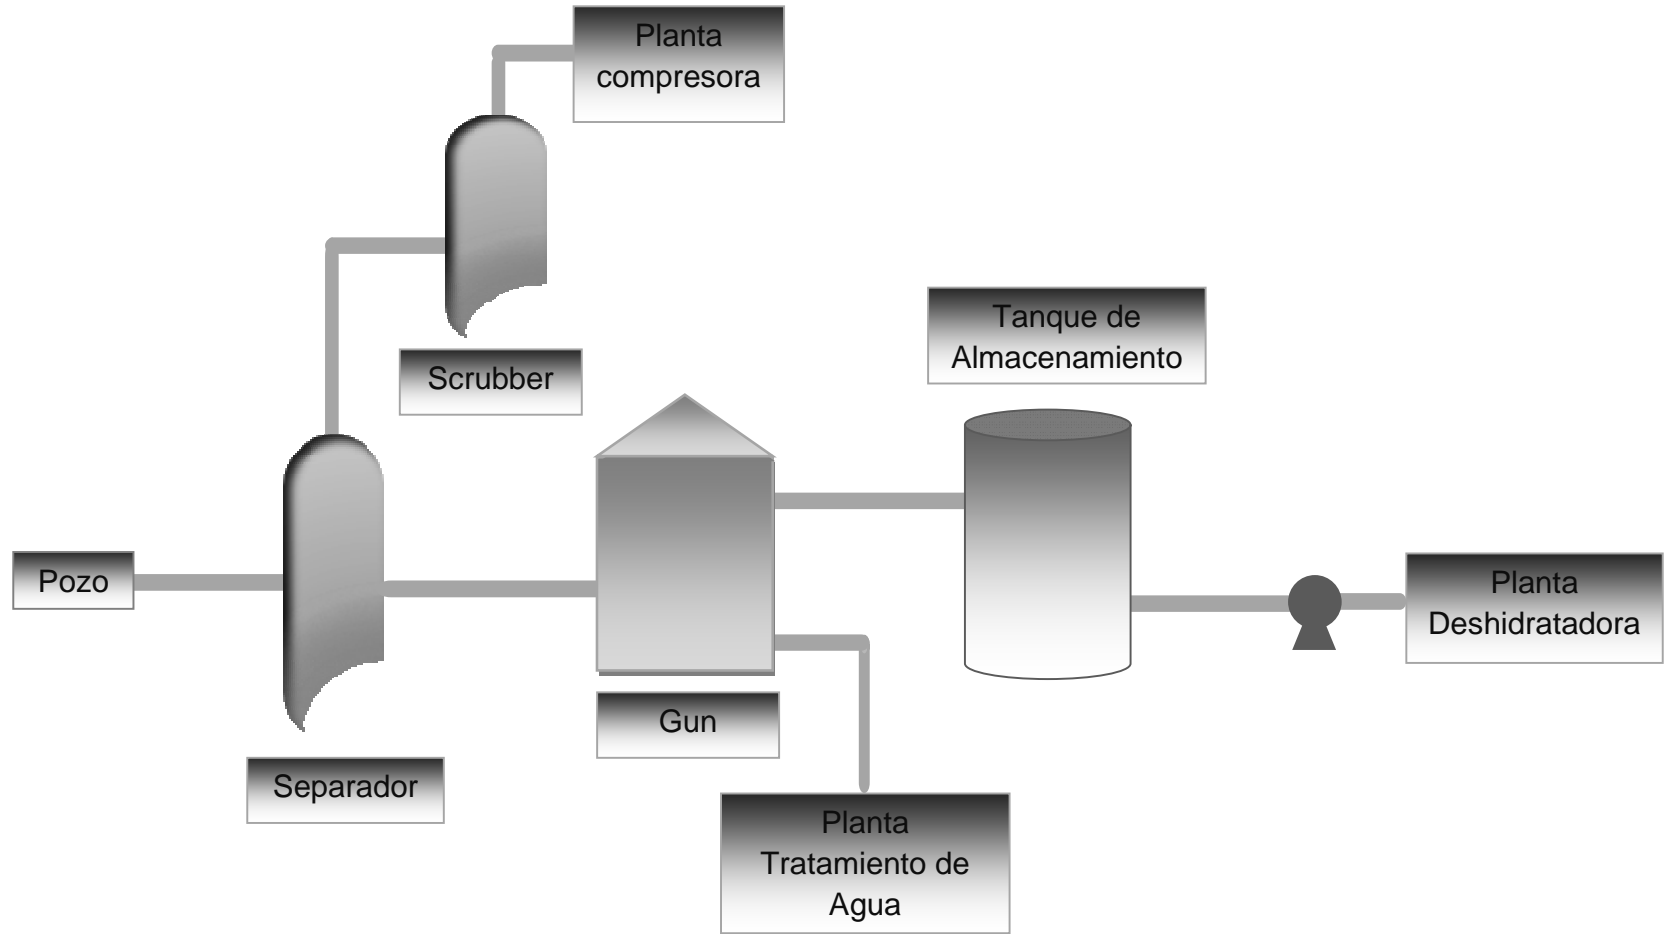 Planta
compresora
Tanque de
Almacenamiento
Scrubber
Pozo
Planta
Deshidratadora
Gun
Separador
Planta
Tratamiento de
Agua